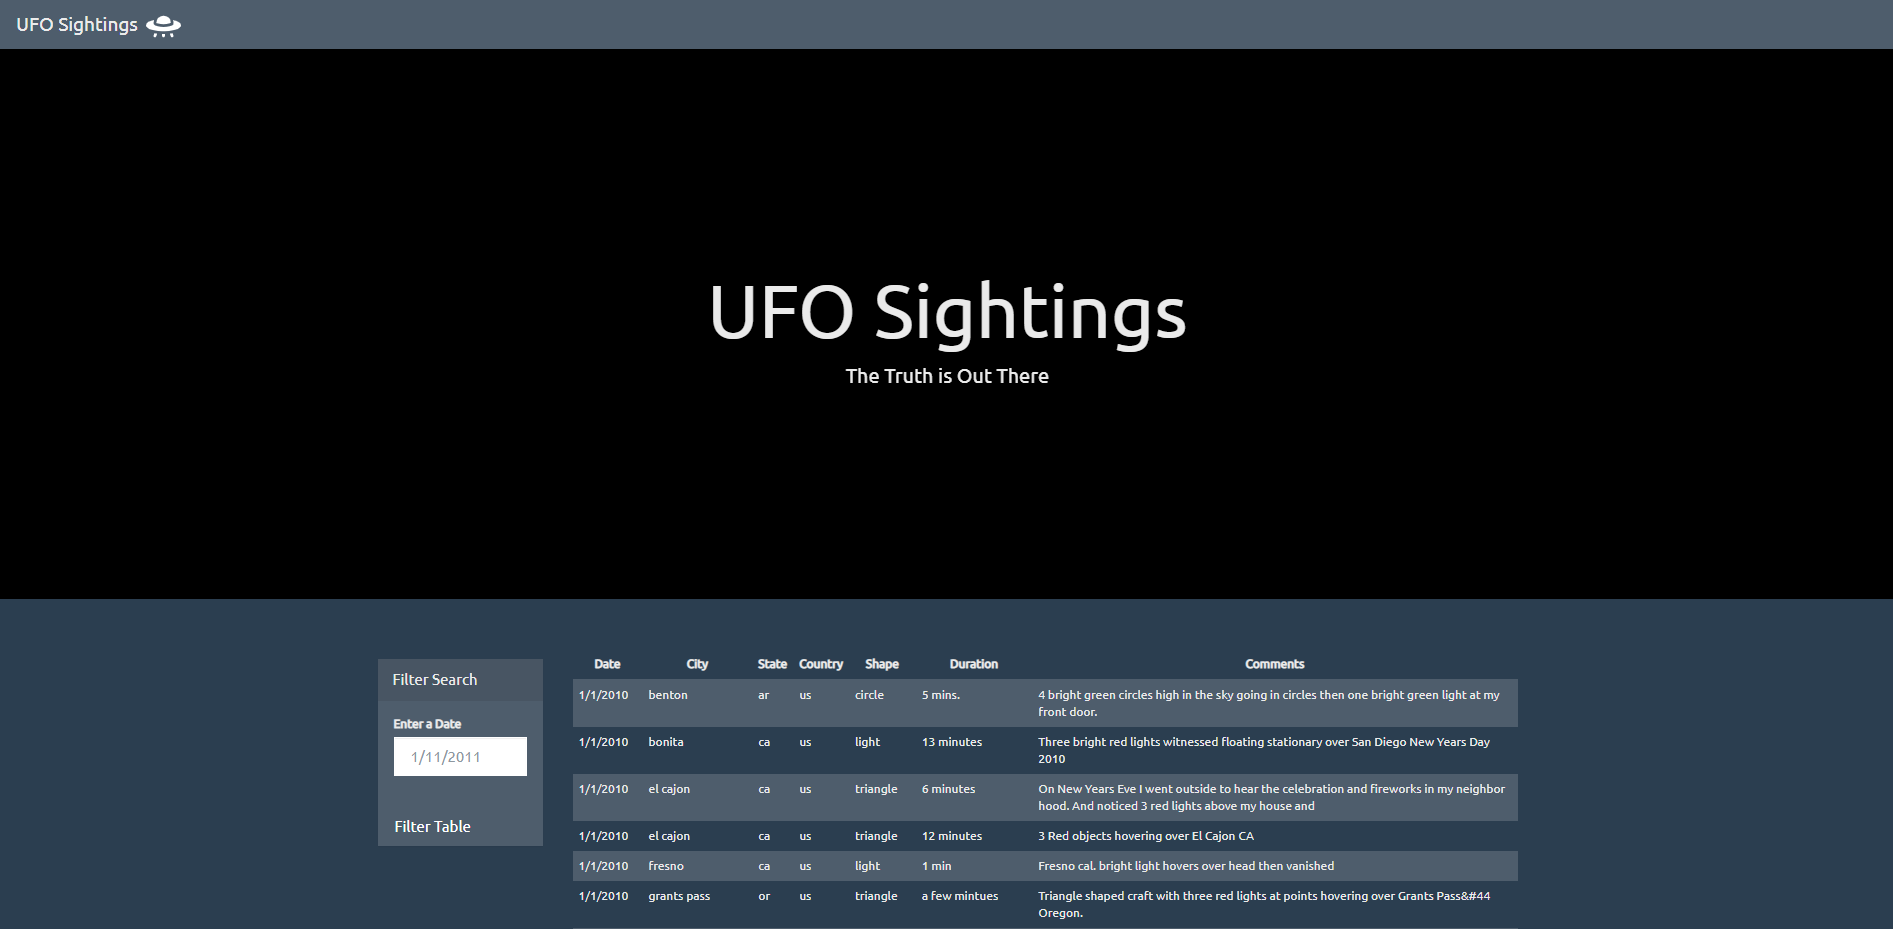 UFO Sightings
UFO Sightings
The Truth is Out There
Filter Search
Enter a Date
1/11/2011
Filter Table
Date City State Country Shape Duration Comments
1/1/2010 benton ar us circle 5 mins. 4 bright green circles high in the sky going in circles then one bright green light at my
front door.
1/1/2010 bonita ca us light 13 minutes Three bright red lights witnessed floating stationary over San Diego New Years Day
2010
1/1/2010 el cajon ca us triangle 6 minutes On New Years Eve I went outside to hear the celebration and fireworks in my neighbor
hood. And noticed 3 red lights above my house and
1/1/2010 el cajon ca us triangle 12 minutes 3 Red objects hovering over El Cajon CA
1/1/2010 fresno ca us light 1 min Fresno cal. bright light hovers over head then vanished
1/1/2010 grants pass or us triangle a few mintues Triangle shaped craft with three red lights at points hovering over Grants Pass&#44
Oregon.